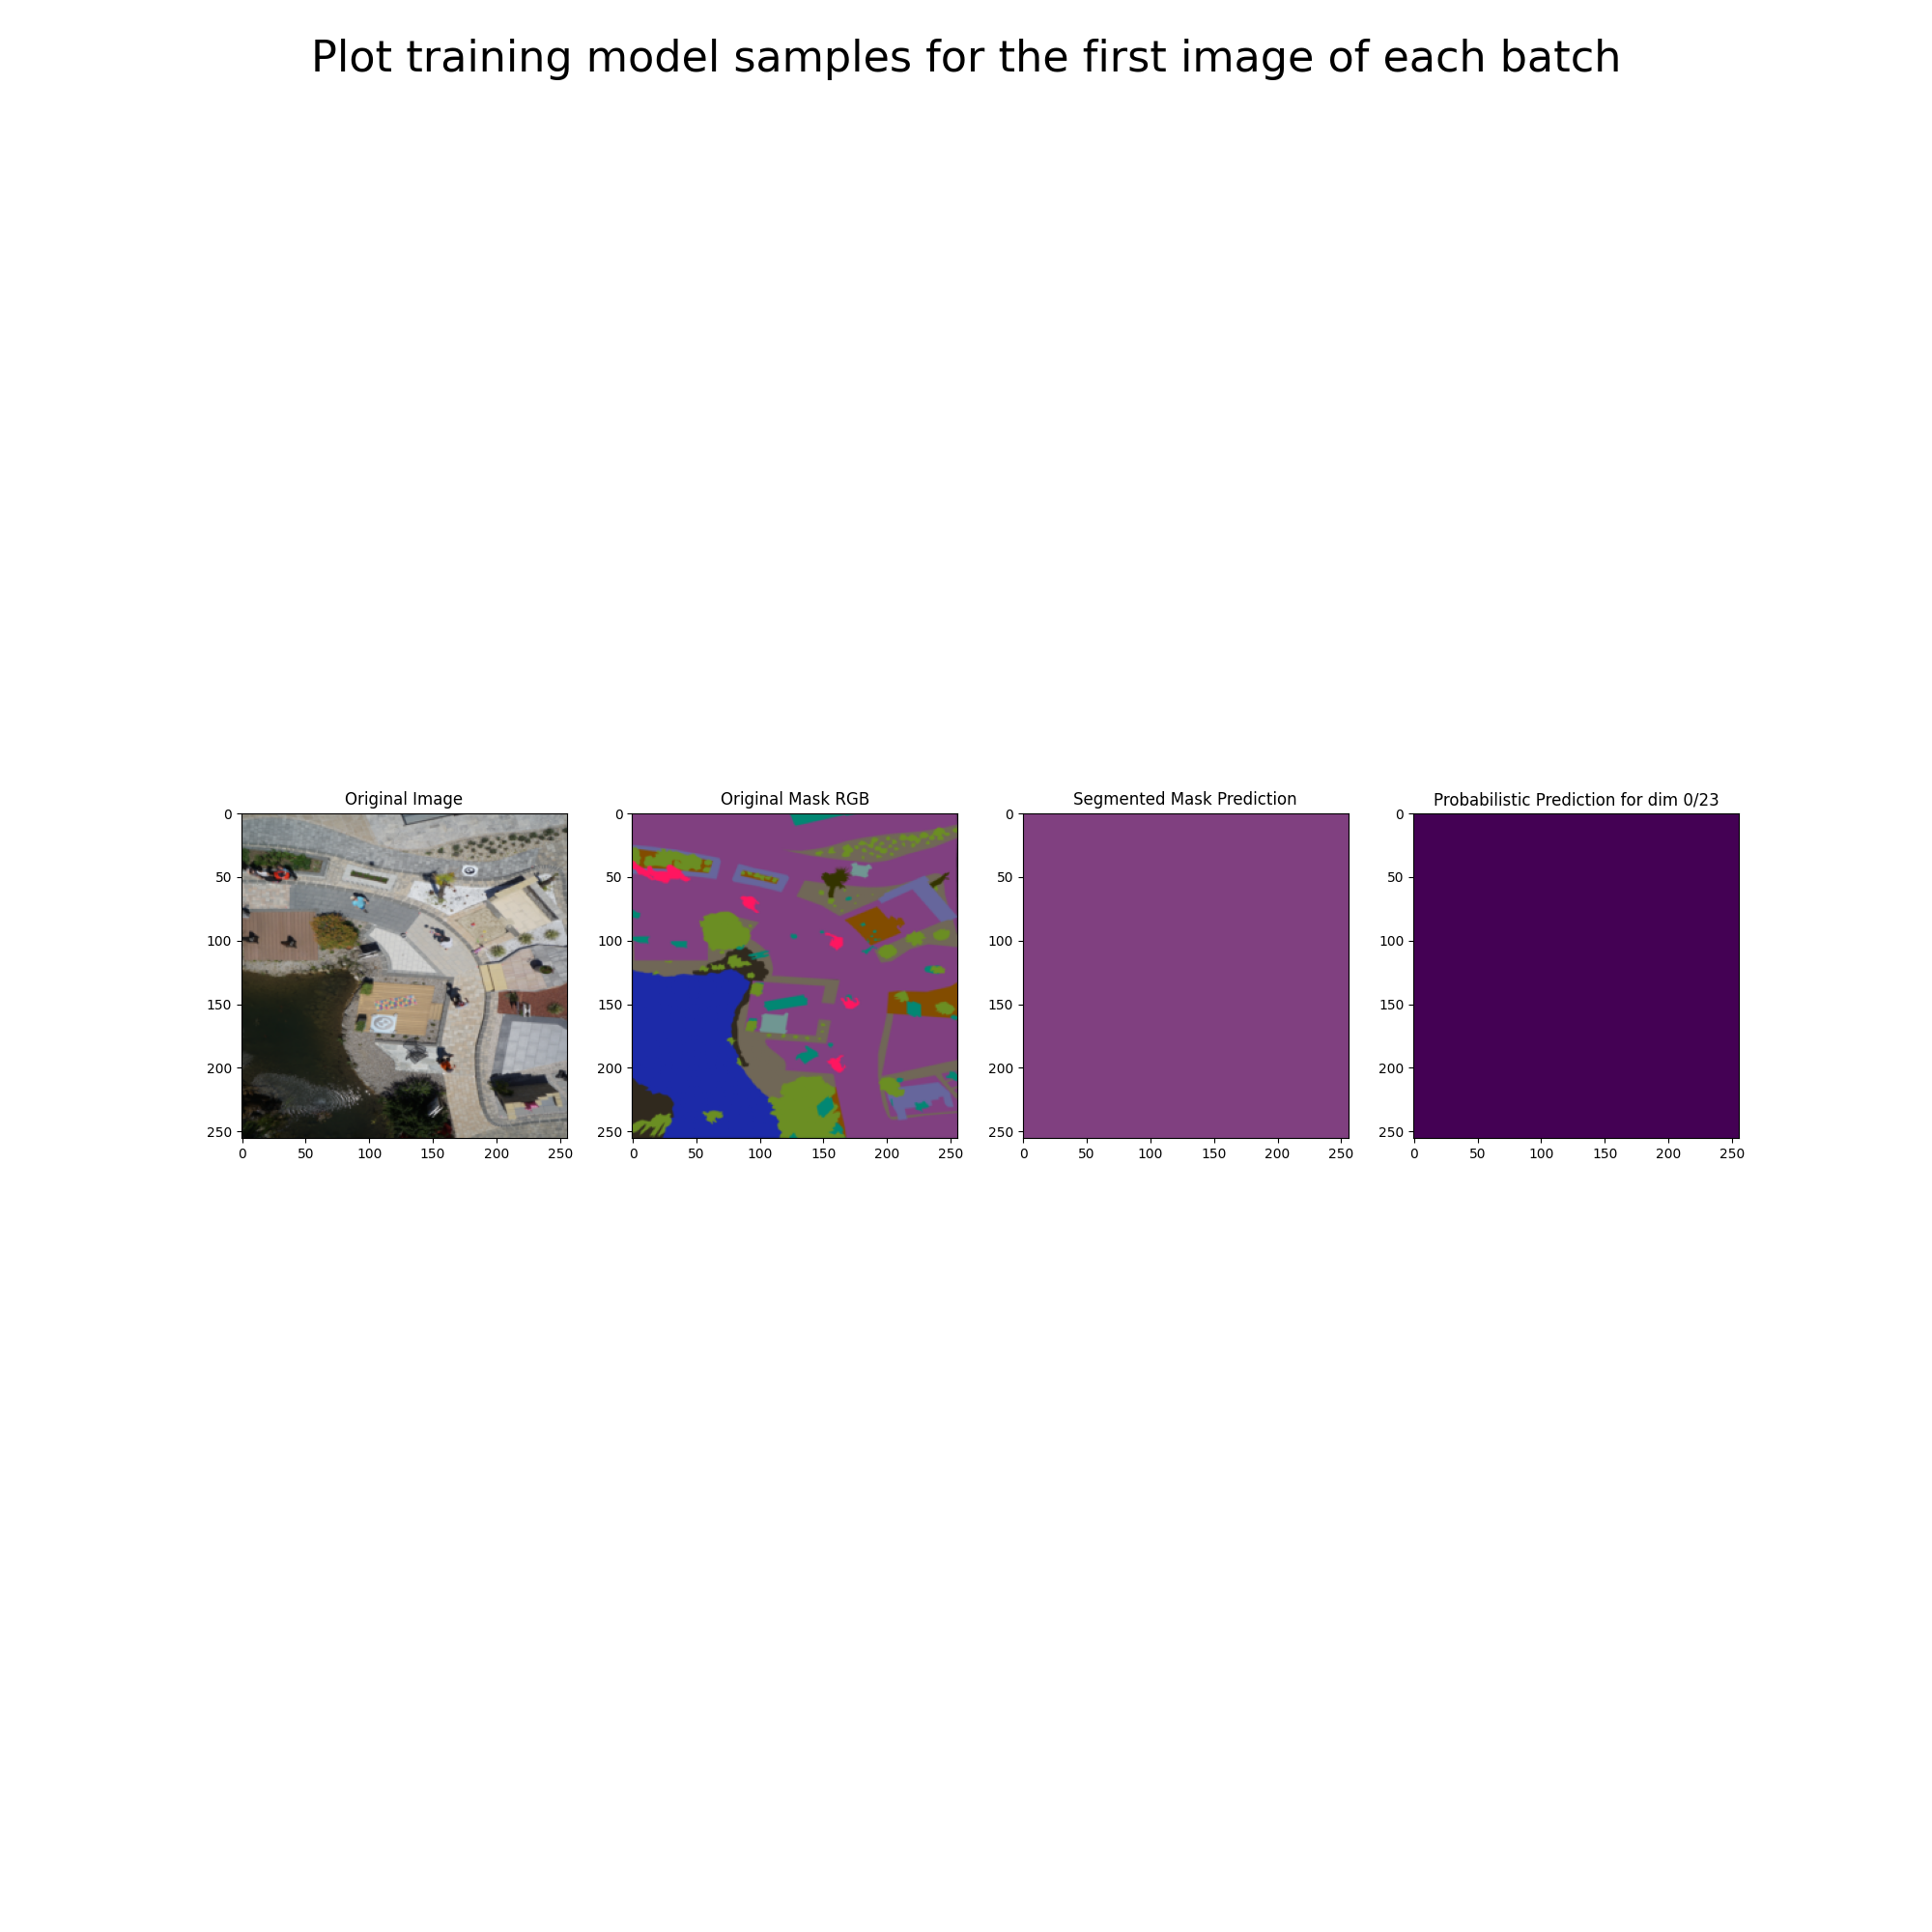 Plot training model samples for the first image of each batch
Original Image
Original Mask RGB
Segmented Mask Prediction
Probabilistic Prediction for dim 0/23
0
50
100
150
200
250
0 50 100 150 200 250
0
50
100
150
200
250
0 50 100 150 200 250
0
50
100
150
200
250
0 50 100 150 200 250
0
50
100
150
200
250
0 50 100 150 200 250